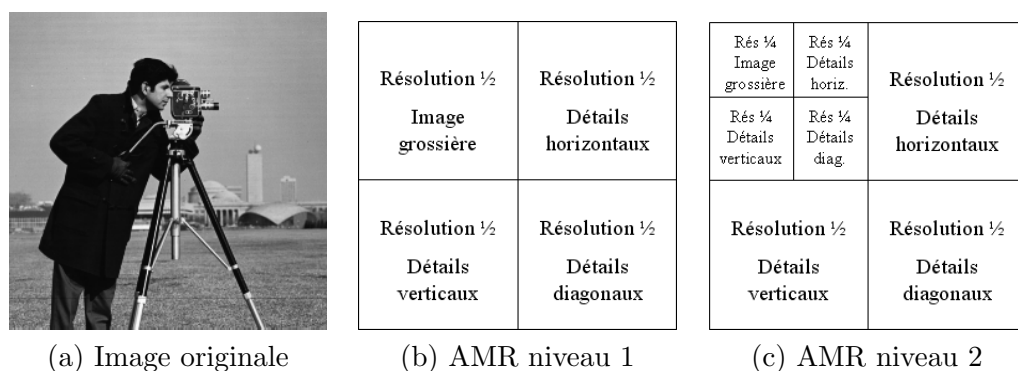 Résolution ½
Image
grossière
Résolution ½
Détails
horizontaux
Résolution ½
Détails
verticaux
Résolution ½
Détails
diagonaux
Rés ¼
Image
grossière
Rés ¼
Détails
horiz.
Rés ¼
Détails
verticaux
Rés ¼
Détails
diag.
Résolution ½
Détails
horizontaux
Résolution ½
Détails
verticaux
Résolution ½
Détails
diagonaux
(a) Image originale
(b) AMR niveau 1
(c) AMR niveau 2